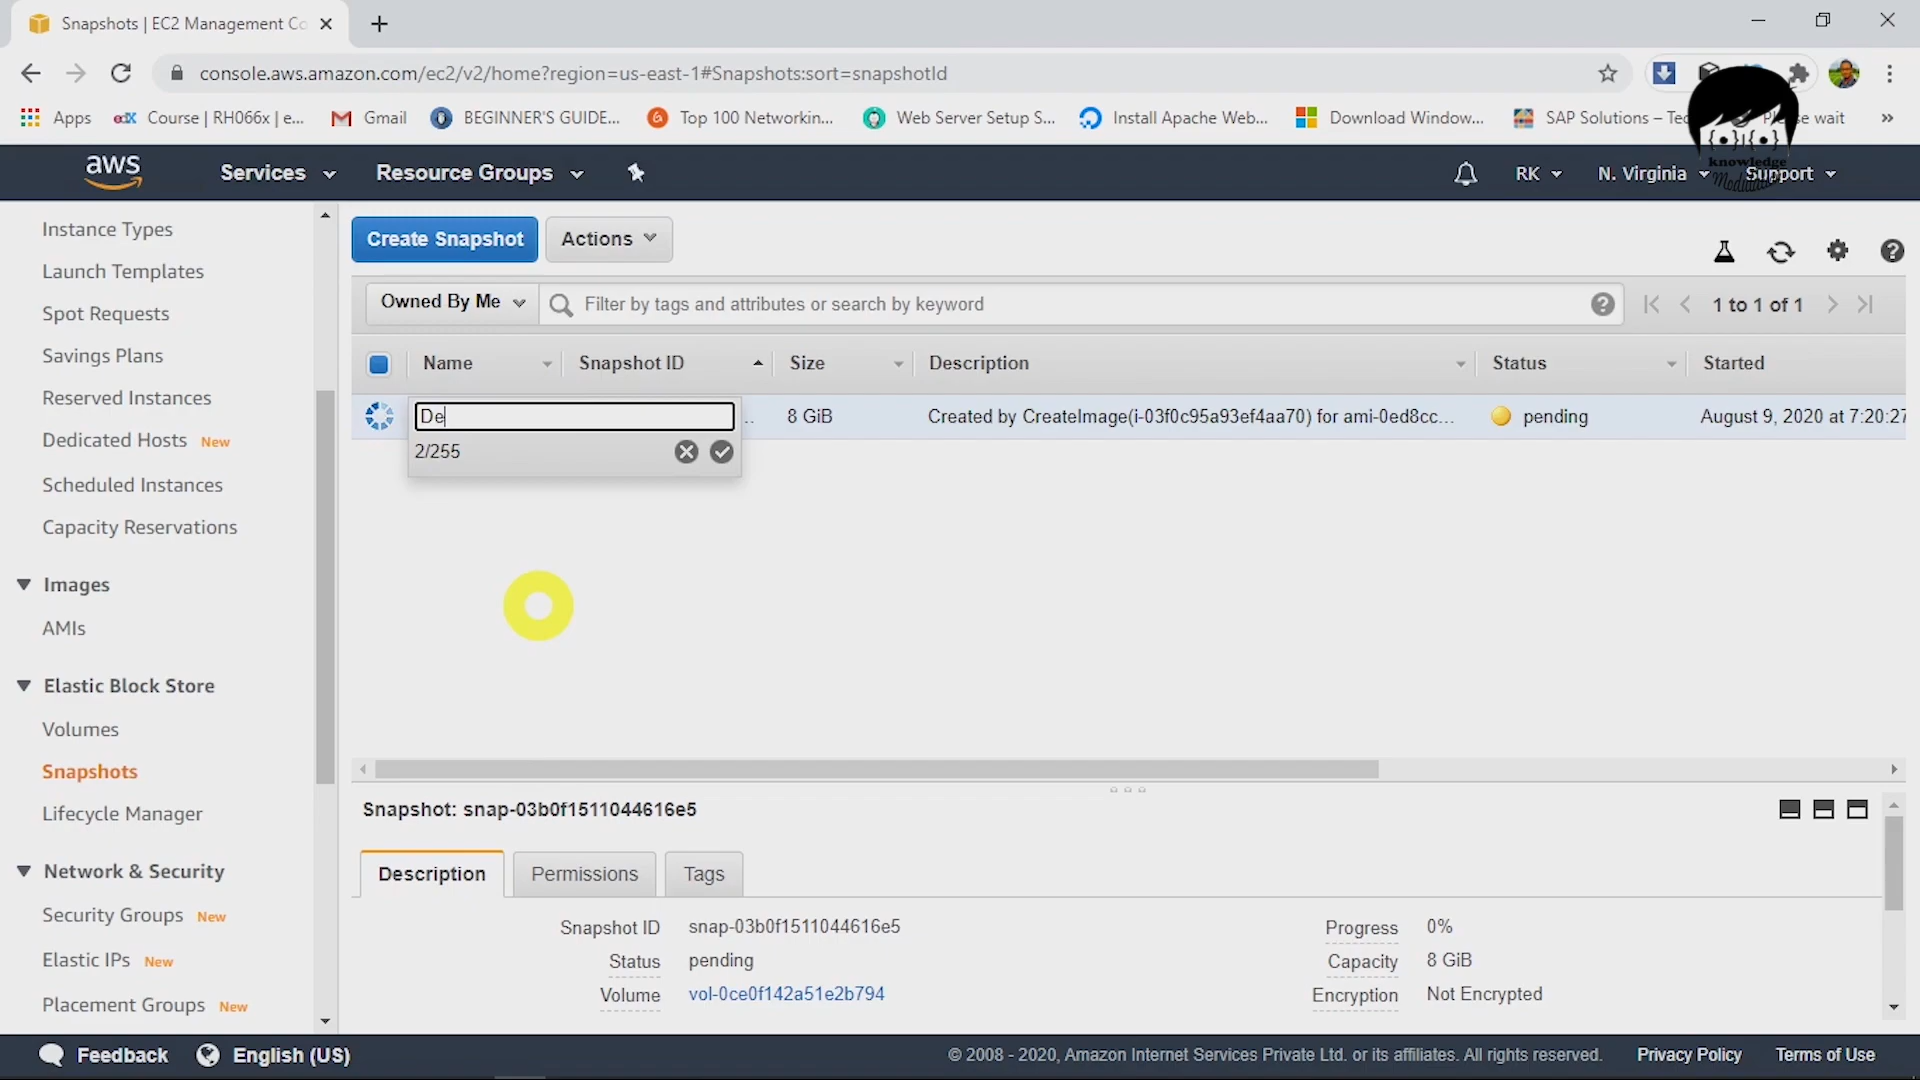 Snapshots | EC2 Management Co
console.aws.amazon.com/ec2/v2/home?region=us-east-1#Snapshots:sort=snapshotId
Apps
edX Course | RH066x | e...
Gmail
BEGINNER'S GUIDE...
Top 100 Networkin...
Web Server Setup S...
Install Apache Web...
Download Window...
SAP Solutions – Tec
wait
»
{•}|{•}
knowledge
aws
Services
Resource Groups
RK
N. Virginia
Support
Instance Types
Launch Templates
Spot Requests
Savings Plans
Reserved Instances
Dedicated Hosts New
Scheduled Instances
Capacity Reservations
Images
AMIs
Elastic Block Store
Volumes
Snapshots
Lifecycle Manager
Network & Security
Security Groups New
Elastic IPs New
Placement Groups New
Create Snapshot
Actions
Owned By Me
Filter by tags and attributes or search by keyword
1 to 1 of 1
Name
Snapshot ID
Size
Description
Status
Started
De
..
8 GiB
Created by CreateImage(i-03f0c95a93ef4aa70) for ami-0ed8cc...
pending
August 9, 2020 at 7:20:27
2/255
Snapshot: snap-03b0f1511044616e5
Description
Permissions
Tags
Snapshot ID snap-03b0f1511044616e5
Progress 0%
Status pending
Capacity 8 GiB
Volume vol-0ce0f142a51e2b794
Encryption Not Encrypted
Feedback
English (US)
© 2008 - 2020, Amazon Internet Services Private Ltd. or its affiliates. All rights reserved.
Privacy Policy
Terms of Use